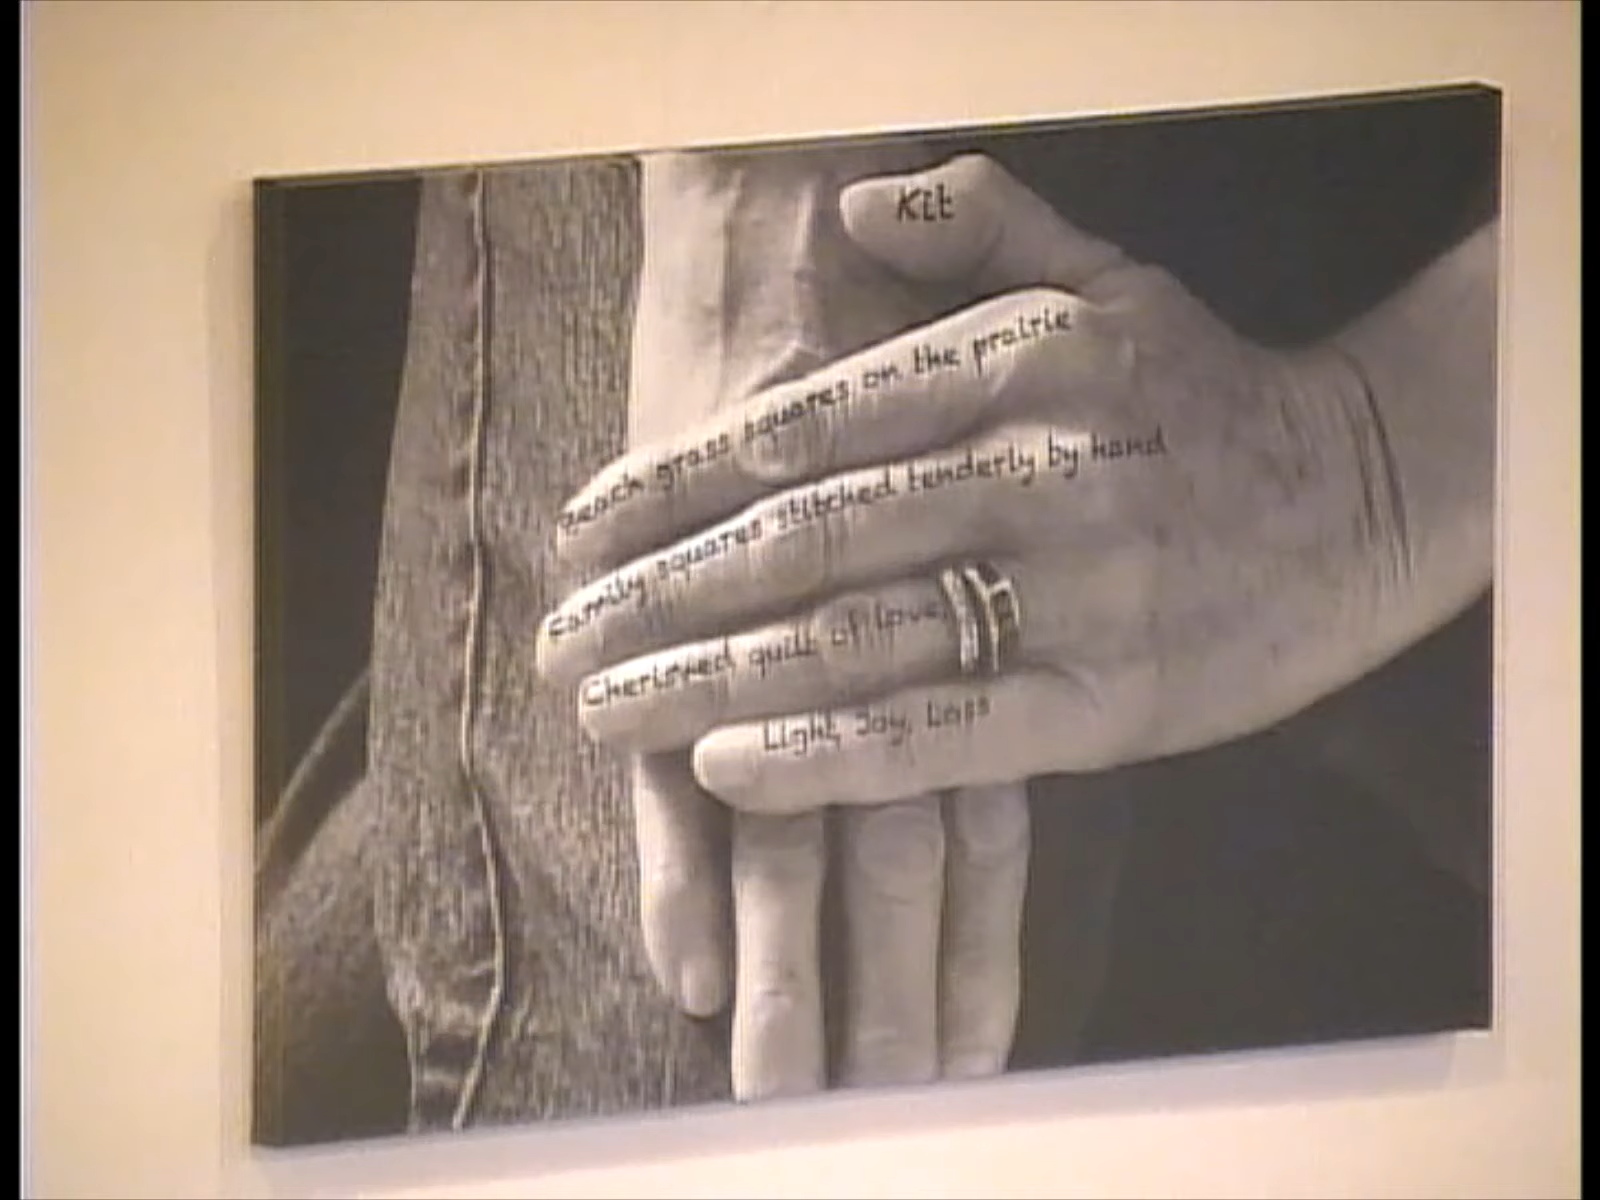 Kit
Beach grass squares on the prairie
Family squares stitched tenderly by hand
Cherished quilt of love,
Light, Joy, Loss